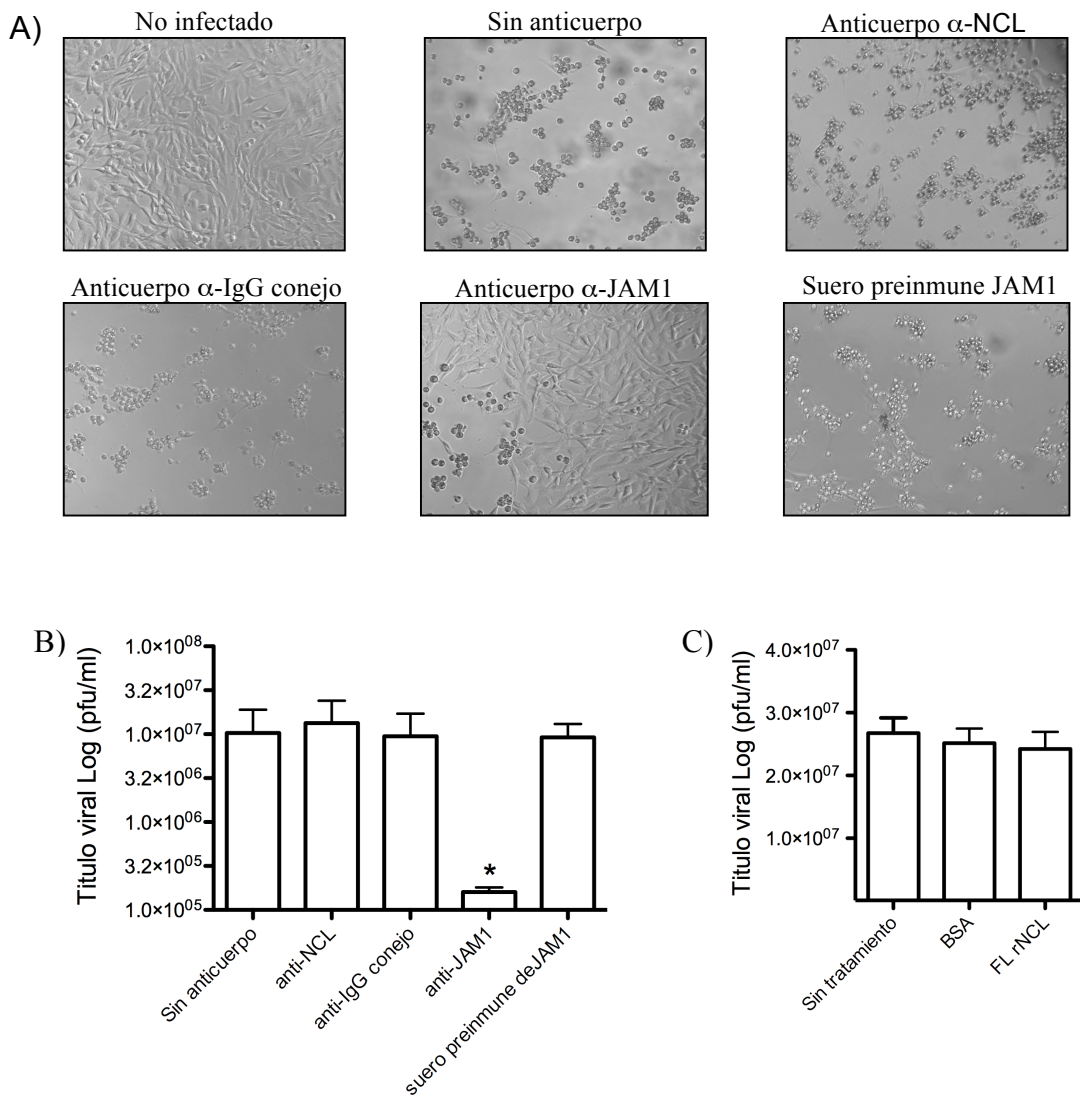 A)
No infectado
Sin anticuerpo
Anticuerpo α-NCL
Anticuerpo α-IgG conejo
Anticuerpo α-JAM1
Suero preinmune JAM1
B)
Titulo viral Log (pfu/ml)
1.0×10⁰⁸
3.2×10⁰⁷
1.0×10⁰⁷
3.2×10⁰⁶
1.0×10⁰⁶
3.2×10⁰⁵
1.0×10⁰⁵
*
Sin anticuerpo
anti-NCL
anti-IgG conejo
anti-JAM1
suero preinmune deJAM1
C)
Titulo viral Log (pfu/ml)
4.0×10⁰⁷
3.0×10⁰⁷
2.0×10⁰⁷
1.0×10⁰⁷
Sin tratamiento
BSA
FL rNCL